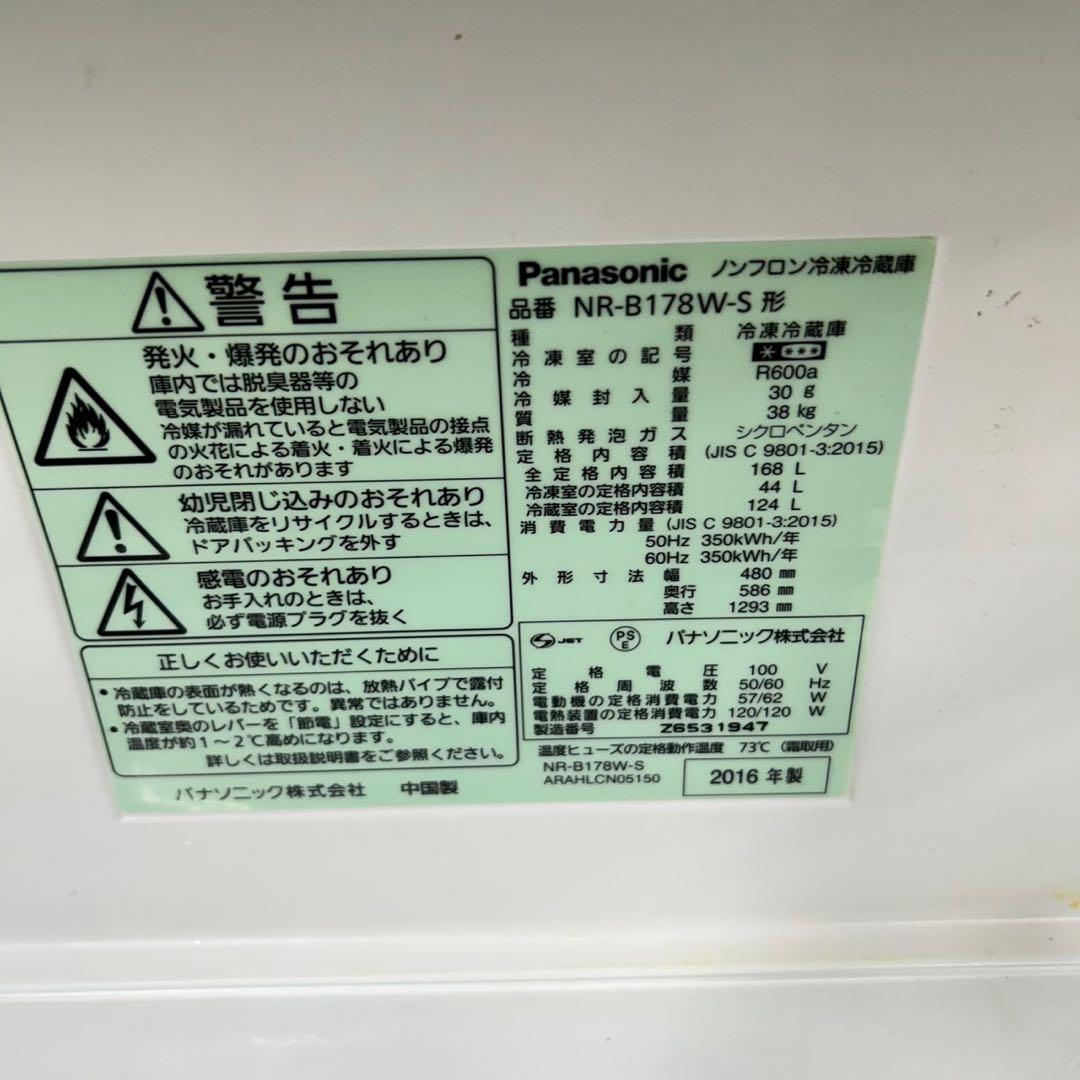 警告
発火・爆発のおそれあり
庫内では脱臭器等の
電気製品を使用しない
冷媒が漏れていると電気製品の接点
の火花による着火・着火による爆発
のおそれがあります
幼児閉じ込みのおそれあり
冷蔵庫をリサイクルするときは、
ドアパッキングを外す
感電のおそれあり
お手入れのときは、
必ず電源プラグを抜く
正しくお使いいただくために
・冷蔵庫の表面が熱くなるのは、放熱パイプで露付
防止をしているためです。異常ではありません。
・冷蔵室奥のレバーを「節電」設定にすると、庫内
温度が約1～2℃高めになります。
詳しくは取扱説明書をご参照ください。
パナソニック株式会社 中国製
Panasonic ノンフロン冷凍冷蔵庫
品番 NR-B178W-S 形
種類 冷凍冷蔵庫
冷凍室の記号 * ***
冷媒 R600a
冷媒封入量 30 g
質量 38 kg
断熱発泡ガス シクロペンタン
定格内容積 (JIS C 9801-3:2015)
全定格内容積 168 L
冷凍室の定格内容積 44 L
冷蔵室の定格内容積 124 L
消費電力量 (JIS C 9801-3:2015)
50Hz 350kWh/年
60Hz 350kWh/年
外形寸法 幅 480 mm
奥行 586 mm
高さ 1293 mm
S JET PS E パナソニック株式会社
定格電圧 100 V
定格周波数 50/60 Hz
電動機の定格消費電力 57/62 W
電熱装置の定格消費電力 120/120 W
製造番号 Z6531947
温度ヒューズの定格動作温度 73℃ (霜取用)
NR-B178W-S
ARAHLCN05150
2016 年製